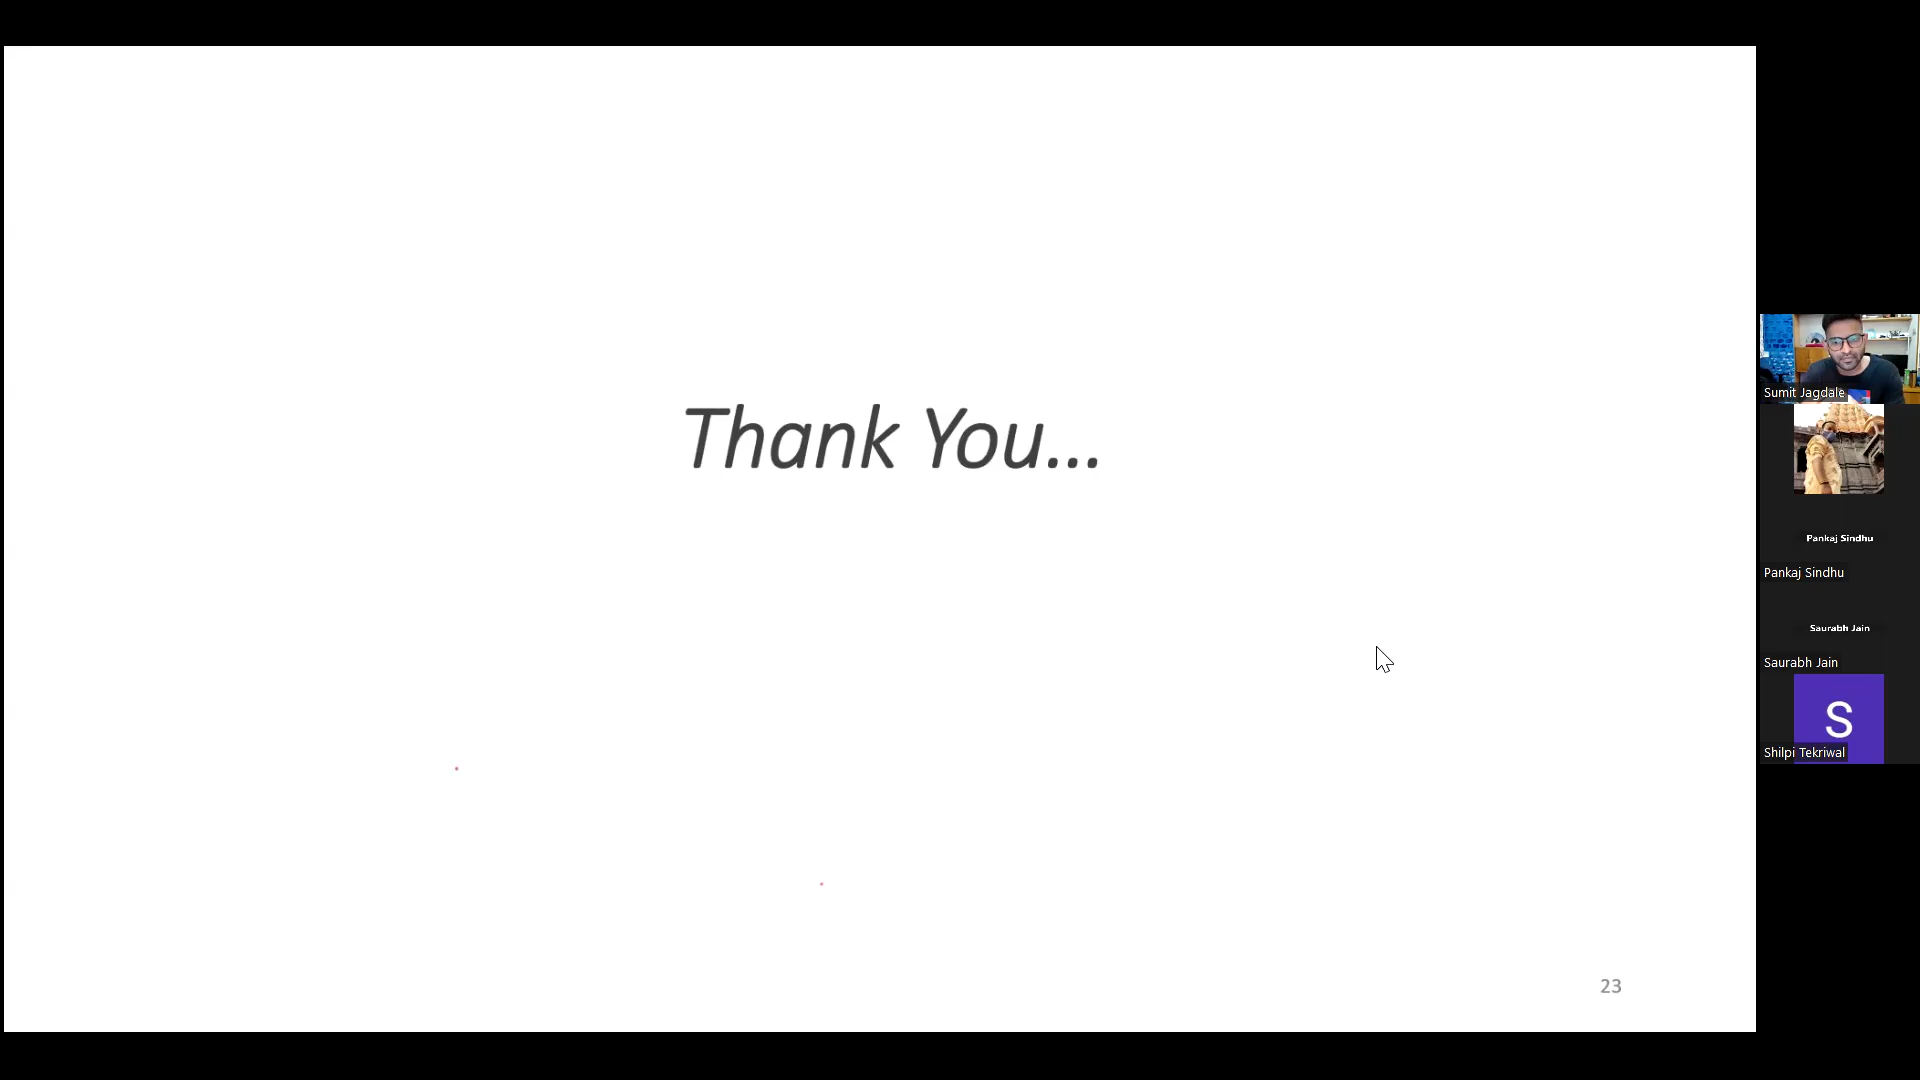 Thank You...
23
Sumit Jagdale
Pankaj Sindhu
Pankaj Sindhu
Saurabh Jain
Saurabh Jain
S
Shilpi Tekriwal